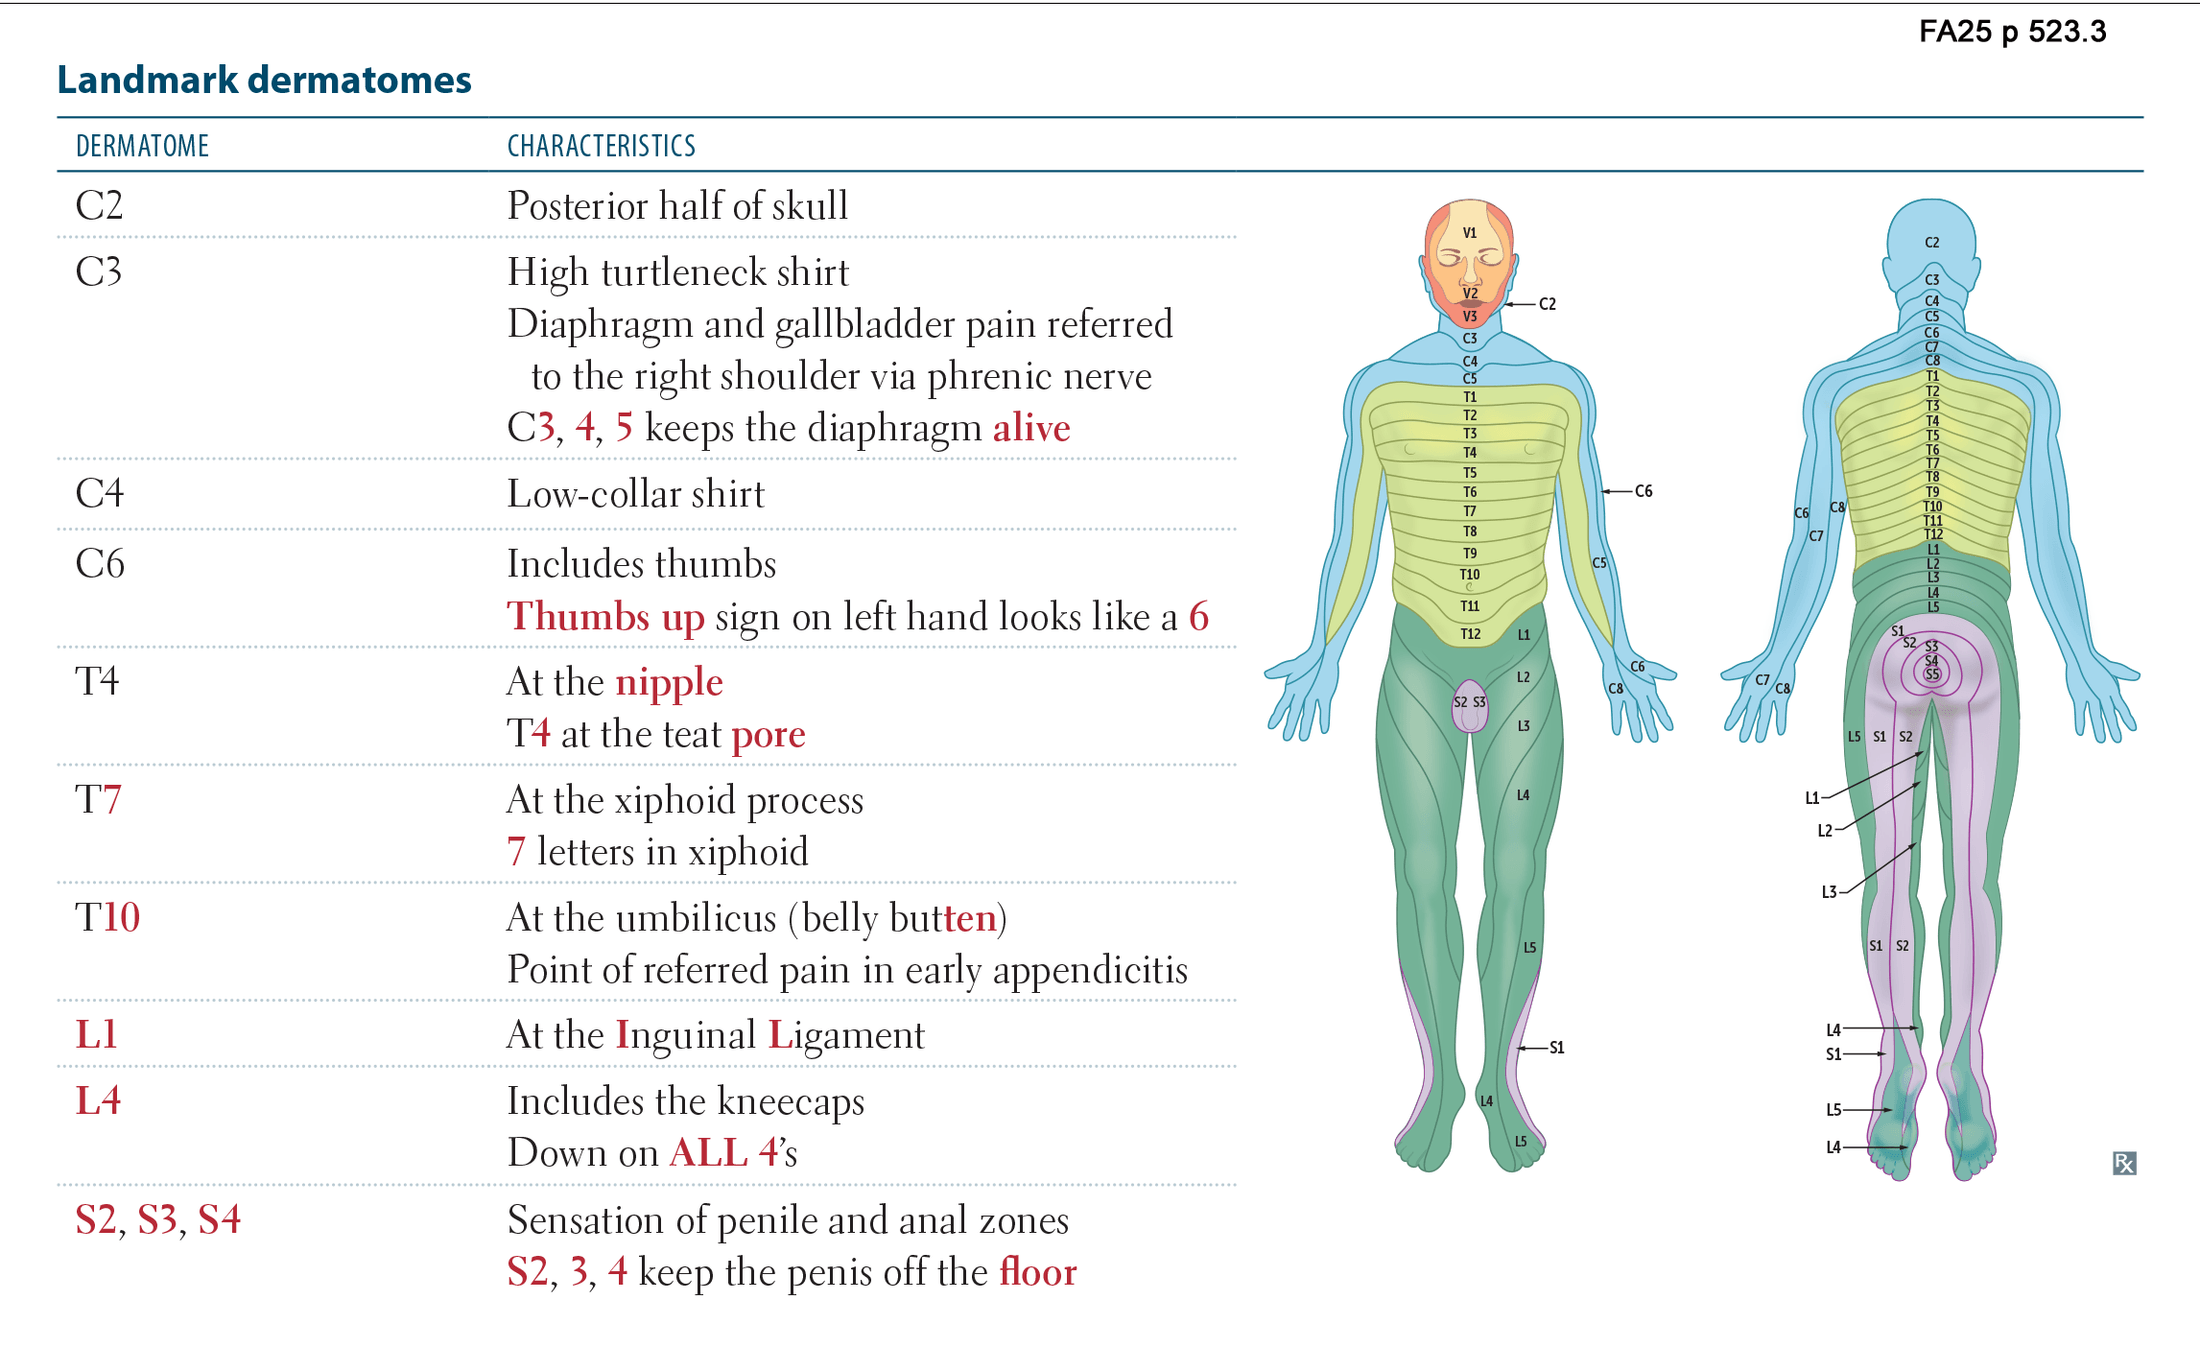 FA25 p 523.3
Landmark dermatomes
DERMATOME
CHARACTERISTICS
C2
Posterior half of skull
C3
High turtleneck shirt
Diaphragm and gallbladder pain referred
to the right shoulder via phrenic nerve
C3, 4, 5 keeps the diaphragm alive
C4
Low-collar shirt
C6
Includes thumbs
Thumbs up sign on left hand looks like a 6
T4
At the nipple
T4 at the teat pore
T7
At the xiphoid process
7 letters in xiphoid
T10
At the umbilicus (belly butten)
Point of referred pain in early appendicitis
L1
At the Inguinal Ligament
L4
Includes the kneecaps
Down on ALL 4's
S2, S3, S4
Sensation of penile and anal zones
S2, 3, 4 keep the penis off the floor
V1
V2
V3
C2
C3
C4
C5
T1
T2
T3
T4
T5
T6
T7
T8
T9
T10
T11
T12
C6
C5
C6
C8
L1
L2
S2 S3
L3
L4
L5
S1
L4
L5
C2
C3
C4
C5
C6
C7
C8
T1
T2
T3
T4
T5
T6
T7
T8
T9
T10
T11
T12
L1
L2
L3
L4
L5
C6
C8
C7
C7
C8
S1
S2
S3
S4
S5
L5 S1 S2
L1
L2
L3
S1 S2
L4
S1
L5
L4
Rx